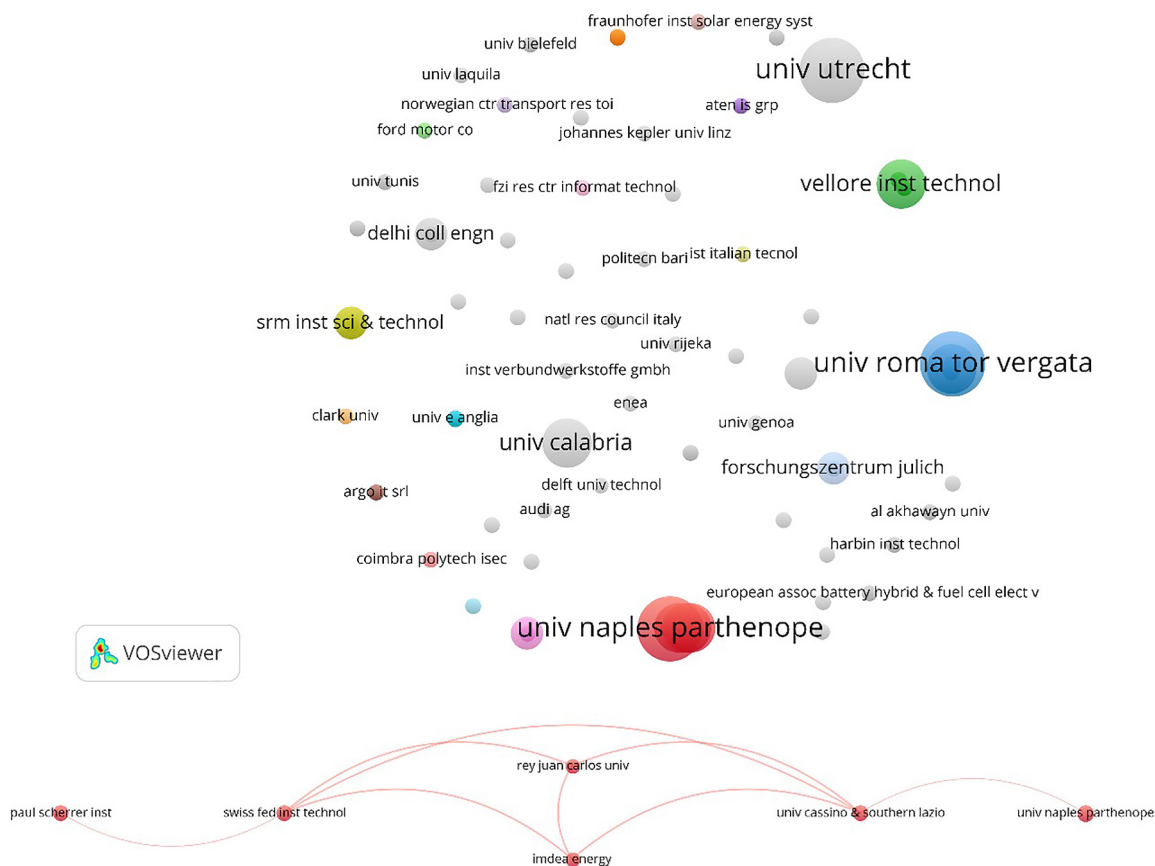 fraunhofer inst solar energy syst
univ bielefeld
univ utrecht
univ laquila
norwegian ctr transport res toi
aten is grp
ford motor co
johannes kepler univ linz
univ tunis
fzi res ctr informat technol
vellore inst technol
delhi coll engn
politecn bari
ist italian tecnol
srm inst sci & technol
natl res council italy
univ rijeka
univ roma tor vergata
inst verbundwerkstoffe gmbh
enea
clark univ
univ e anglia
univ genoa
univ calabria
forschungszentrum julich
delft univ technol
argo it srl
audi ag
al akhawayn univ
harbin inst technol
coimbra polytech isec
european assoc battery hybrid & fuel cell elect v
univ naples parthenope
VOSviewer
rey juan carlos univ
paul scherrer inst
swiss fed inst technol
univ cassino & southern lazio
univ naples parthenope
imdea energy